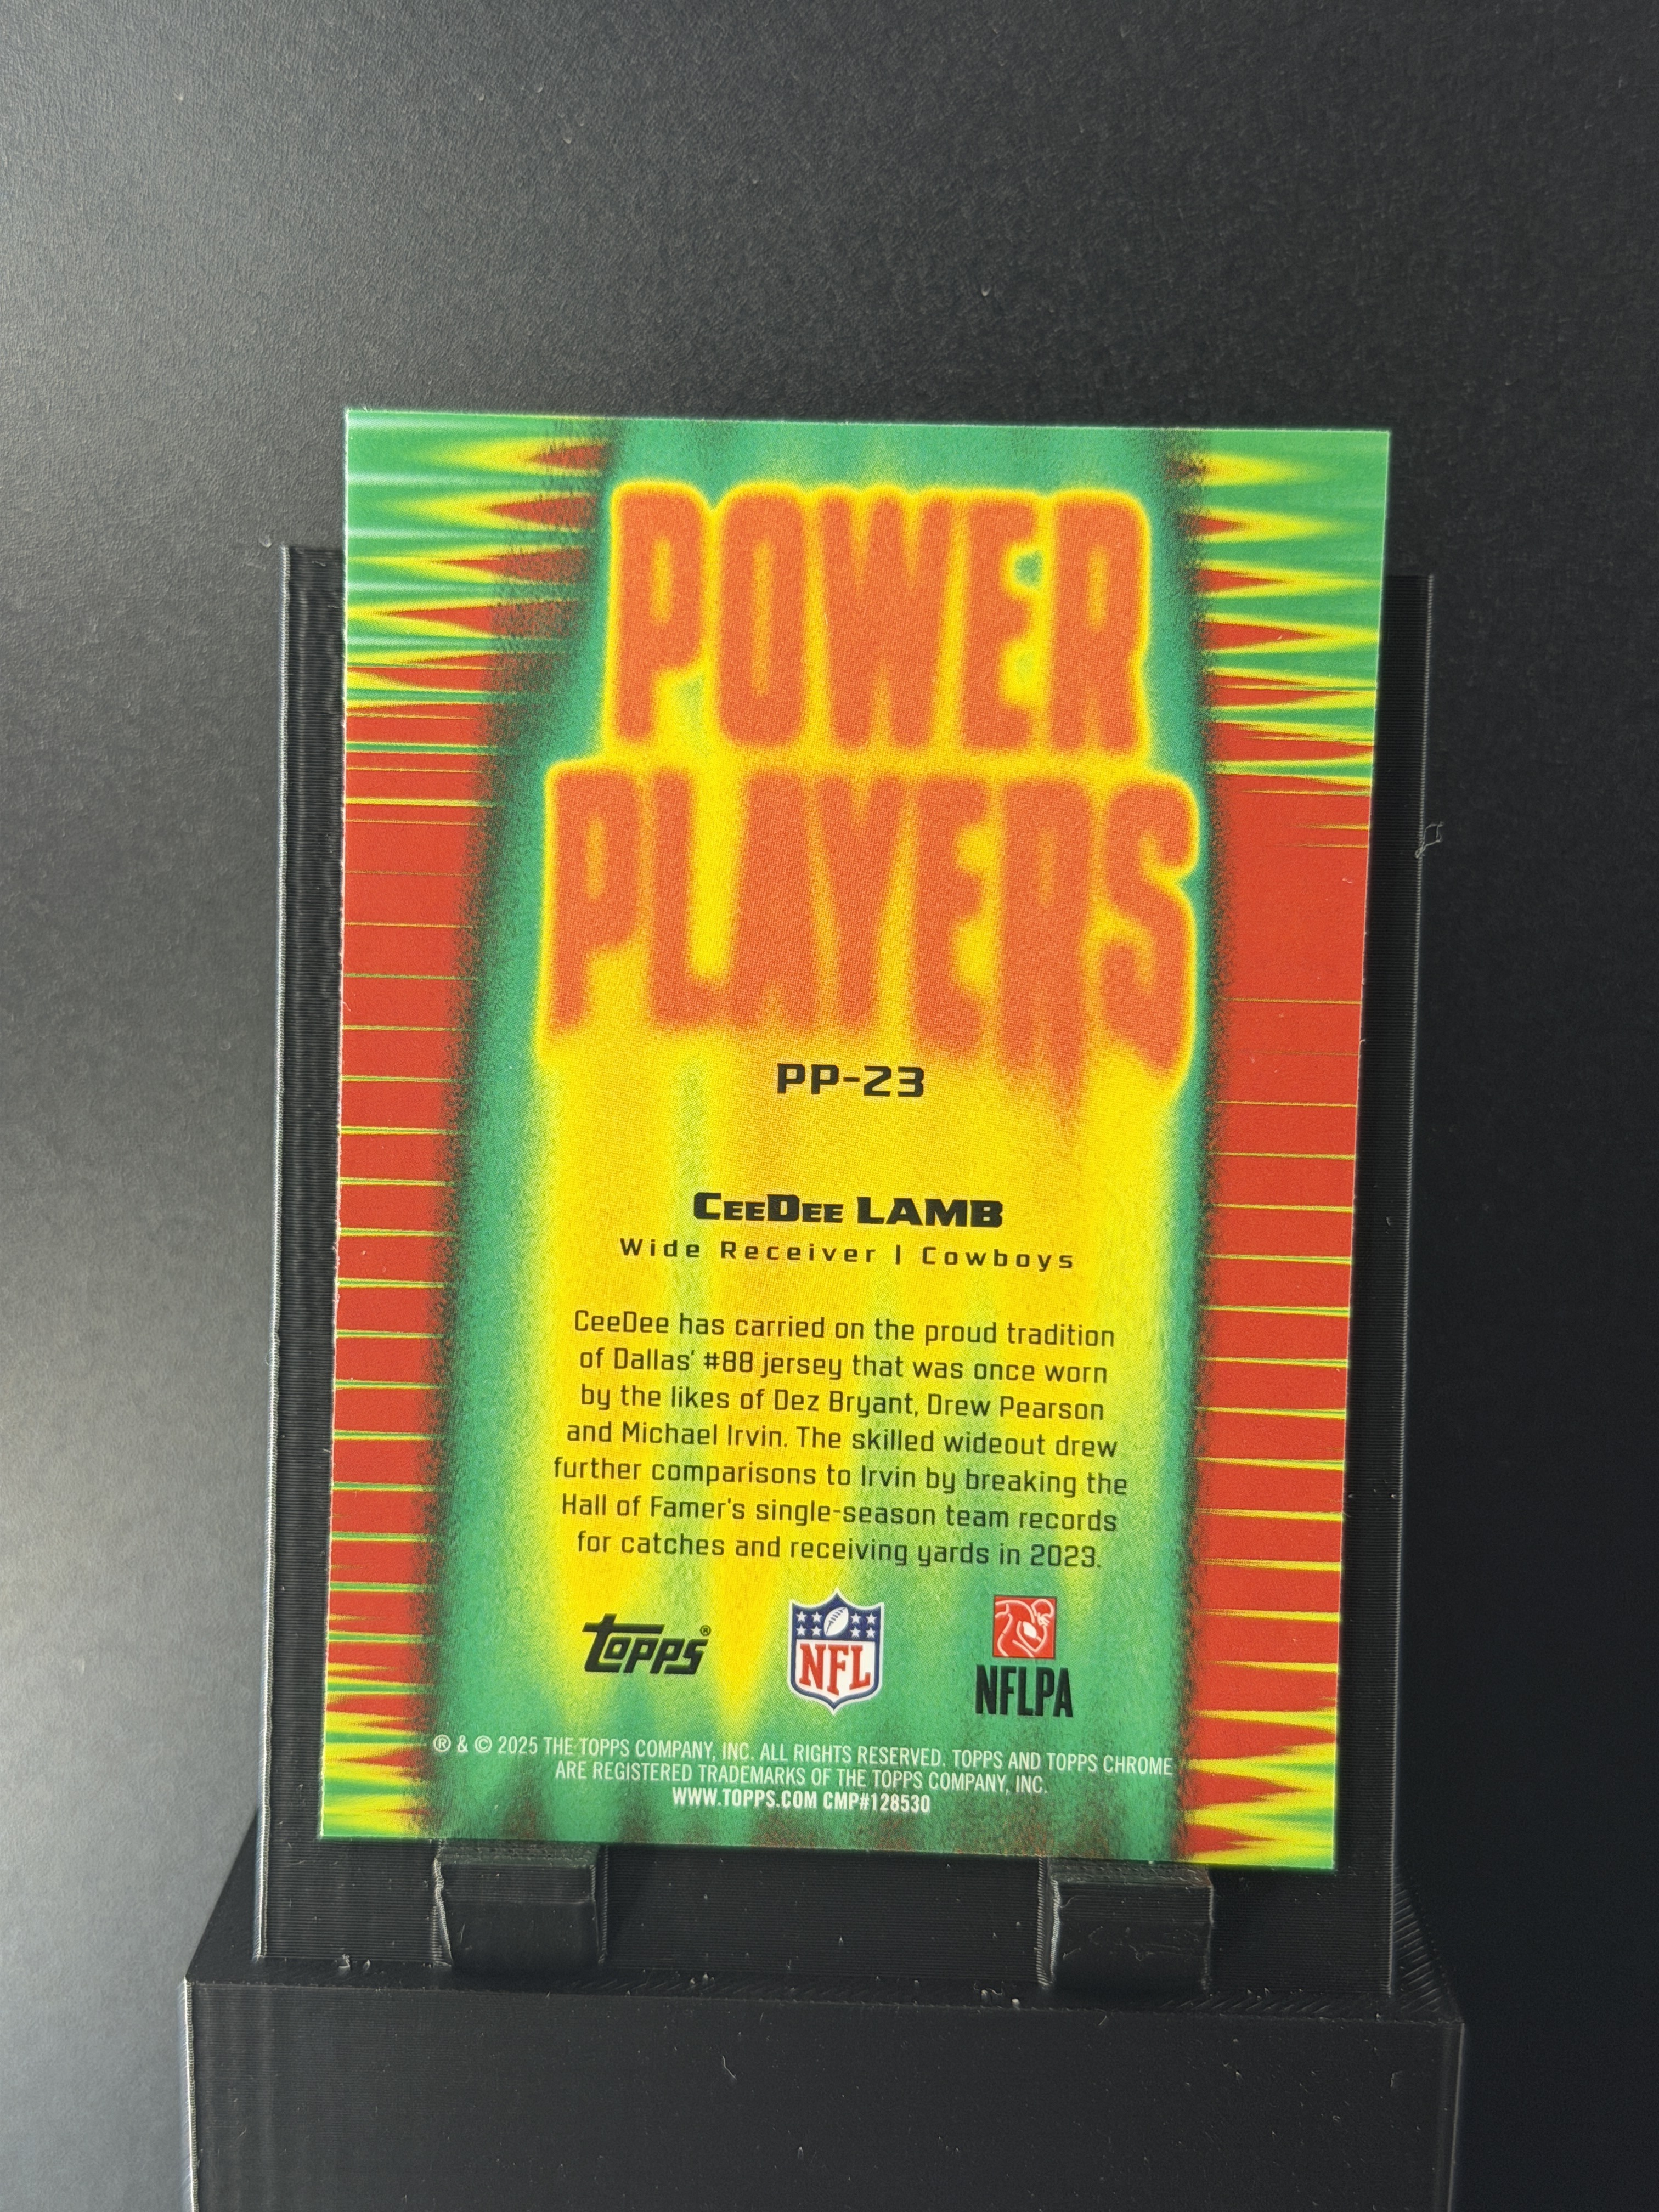 POWER
PLAYERS
PP-23
CEEDEE LAMB
Wide Receiver | Cowboys
CeeDee has carried on the proud tradition
of Dallas' #88 jersey that was once worn
by the likes of Dez Bryant, Drew Pearson
and Michael Irvin. The skilled wideout drew
further comparisons to Irvin by breaking the
Hall of Famer's single-season team records
for catches and receiving yards in 2023.
topps®
NFL
NFLPA
® & © 2025 THE TOPPS COMPANY, INC. ALL RIGHTS RESERVED. TOPPS AND TOPPS CHROME
ARE REGISTERED TRADEMARKS OF THE TOPPS COMPANY, INC.
WWW.TOPPS.COM CMP#128530